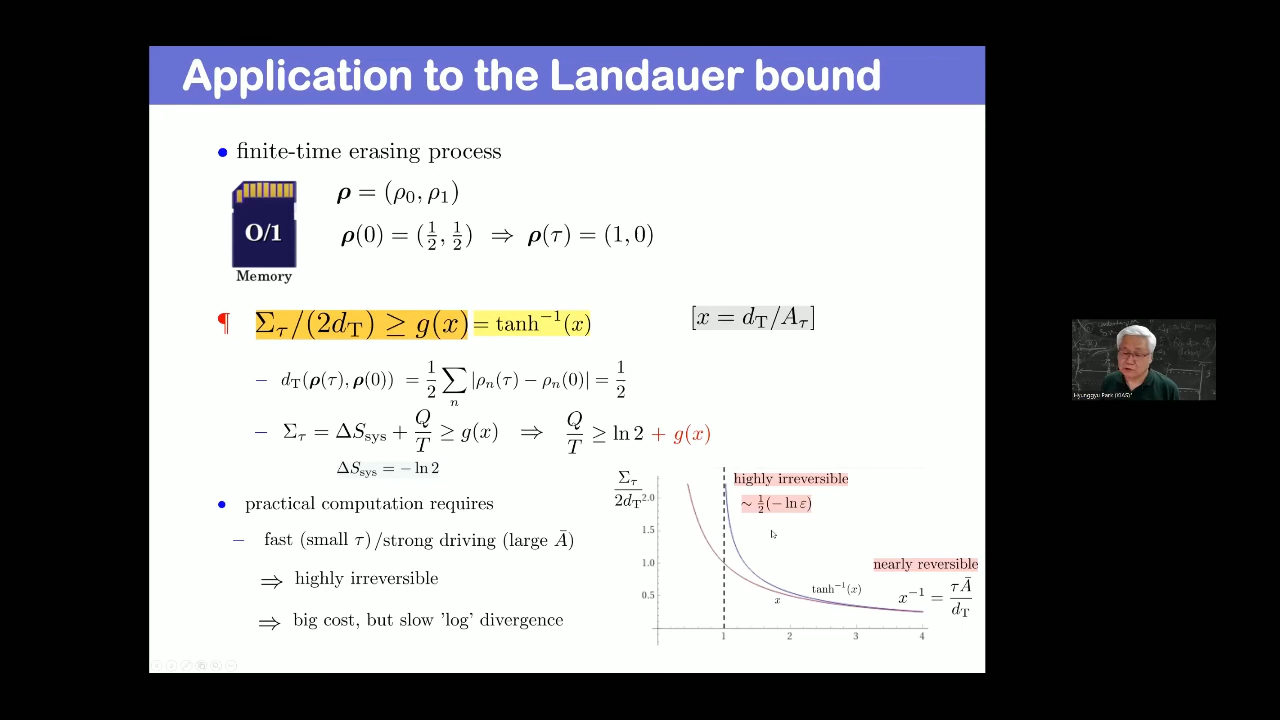 Application to the Landauer bound
• finite-time erasing process
0/1
Memory
ρ = (ρ₀, ρ₁)
ρ(0) = (1/2, 1/2) ⇒ ρ(τ) = (1, 0)
¶ Σ_τ/(2d_T) ≥ g(x) = tanh⁻¹(x) [x = d_T/A_τ]
– d_T(ρ(τ), ρ(0)) = 1/2 ∑_n |ρ_n(τ) − ρ_n(0)| = 1/2
– Σ_τ = ΔS_sys + Q/T ≥ g(x) ⇒ Q/T ≥ ln 2 + g(x)
ΔS_sys = − ln 2
• practical computation requires
– fast (small τ)/strong driving (large Ā)
⇒ highly irreversible
⇒ big cost, but slow 'log' divergence
Σ_τ/2d_T
2.0
1.5
1.0
0.5
1 2 3 4
highly irreversible
∼ 1/2(− ln ε)
nearly reversible
tanh⁻¹(x)
x
x⁻¹ = τĀ/d_T
Hyunggyu Park (KIAS)